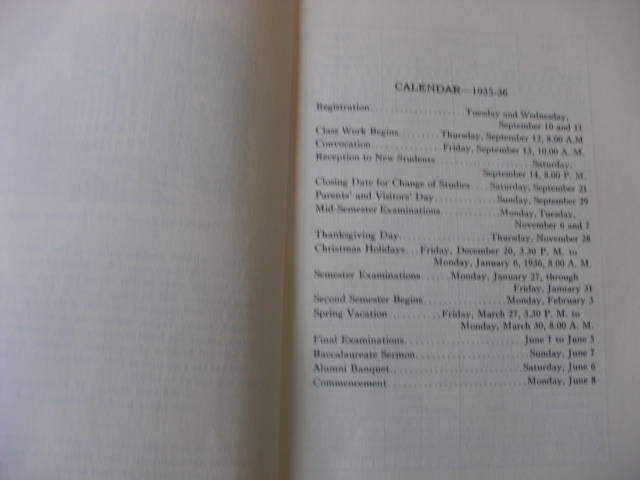 CALENDAR—1935-36
Registration........................Tuesday and Wednesday,
September 10 and 11
Class Work Begins........Thursday, September 12, 8.00 A.M
Convocation..............Friday, September 13, 10.00 A. M.
Reception to New Students....................Saturday,
September 14, 8.00 P. M.
Closing Date for Change of Studies....Saturday, September 21
Parents' and Visitors' Day.............Sunday, September 29
Mid-Semester Examinations............Monday, Tuesday,
November 6 and 7
Thanksgiving Day...................Thursday, November 28
Christmas Holidays...Friday, December 20, 3.30 P. M. to
Monday, January 6, 1936, 8.00 A. M.
Semester Examinations......Monday, January 27, through
Friday, January 31
Second Semester Begins.................Monday, February 3
Spring Vacation...........Friday, March 27, 3.30 P. M. to
Monday, March 30, 8.00 A.M.
Final Examinations.......................June 1 to June 5
Baccalaureate Sermon.......................Sunday, June 7
Alumni Banquet...........................Saturday, June 6
Commencement.............................Monday, June 8